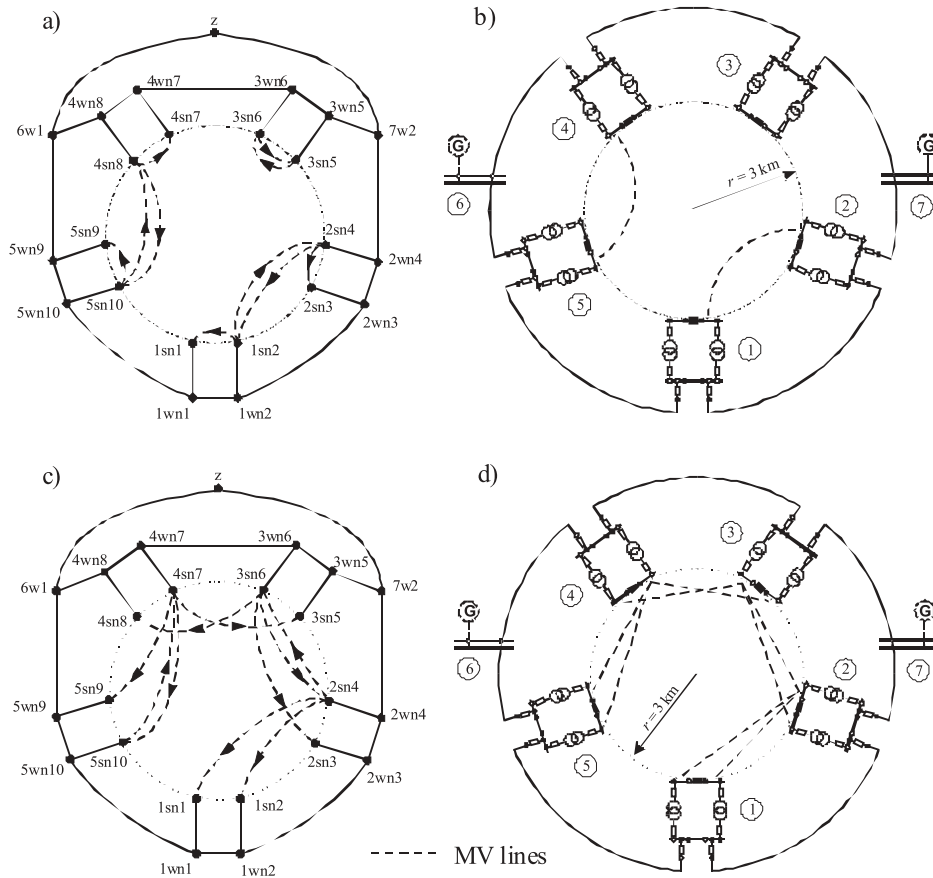 a)
z
4wn7
3wn6
4wn8
3wn5
6w1
4sn7
3sn6
7w2
4sn8
3sn5
5sn9
2sn4
5wn9
2wn4
5wn10
5sn10
2sn3
2wn3
1sn1
1sn2
1wn1
1wn2
b)
3
4
G
G
r = 3 km
6
2
7
5
1
c)
z
4wn7
3wn6
4wn8
3wn5
6w1
4sn7
3sn6
7w2
4sn8
3sn5
5sn9
2sn4
5wn9
2wn4
5wn10
5sn10
2sn3
2wn3
1sn1
1sn2
1wn1
1wn2
d)
3
4
G
G
6
2
7
r = 3 km
5
1
MV lines